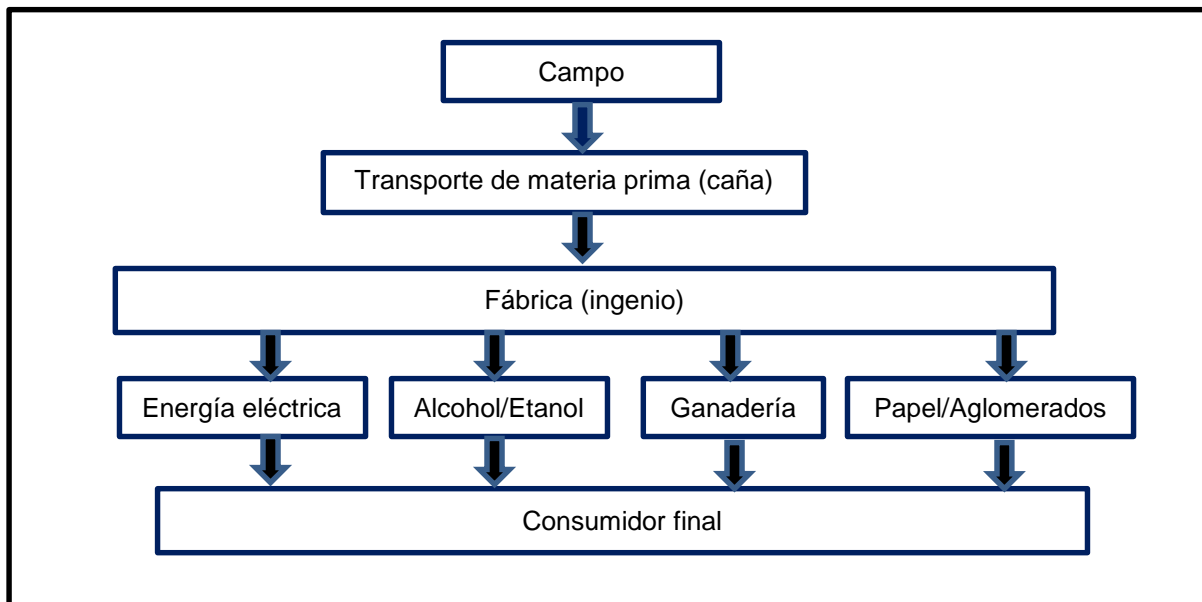 Campo
Transporte de materia prima (caña)
Fábrica (ingenio)
Energía eléctrica
Alcohol/Etanol
Ganadería
Papel/Aglomerados
Consumidor final